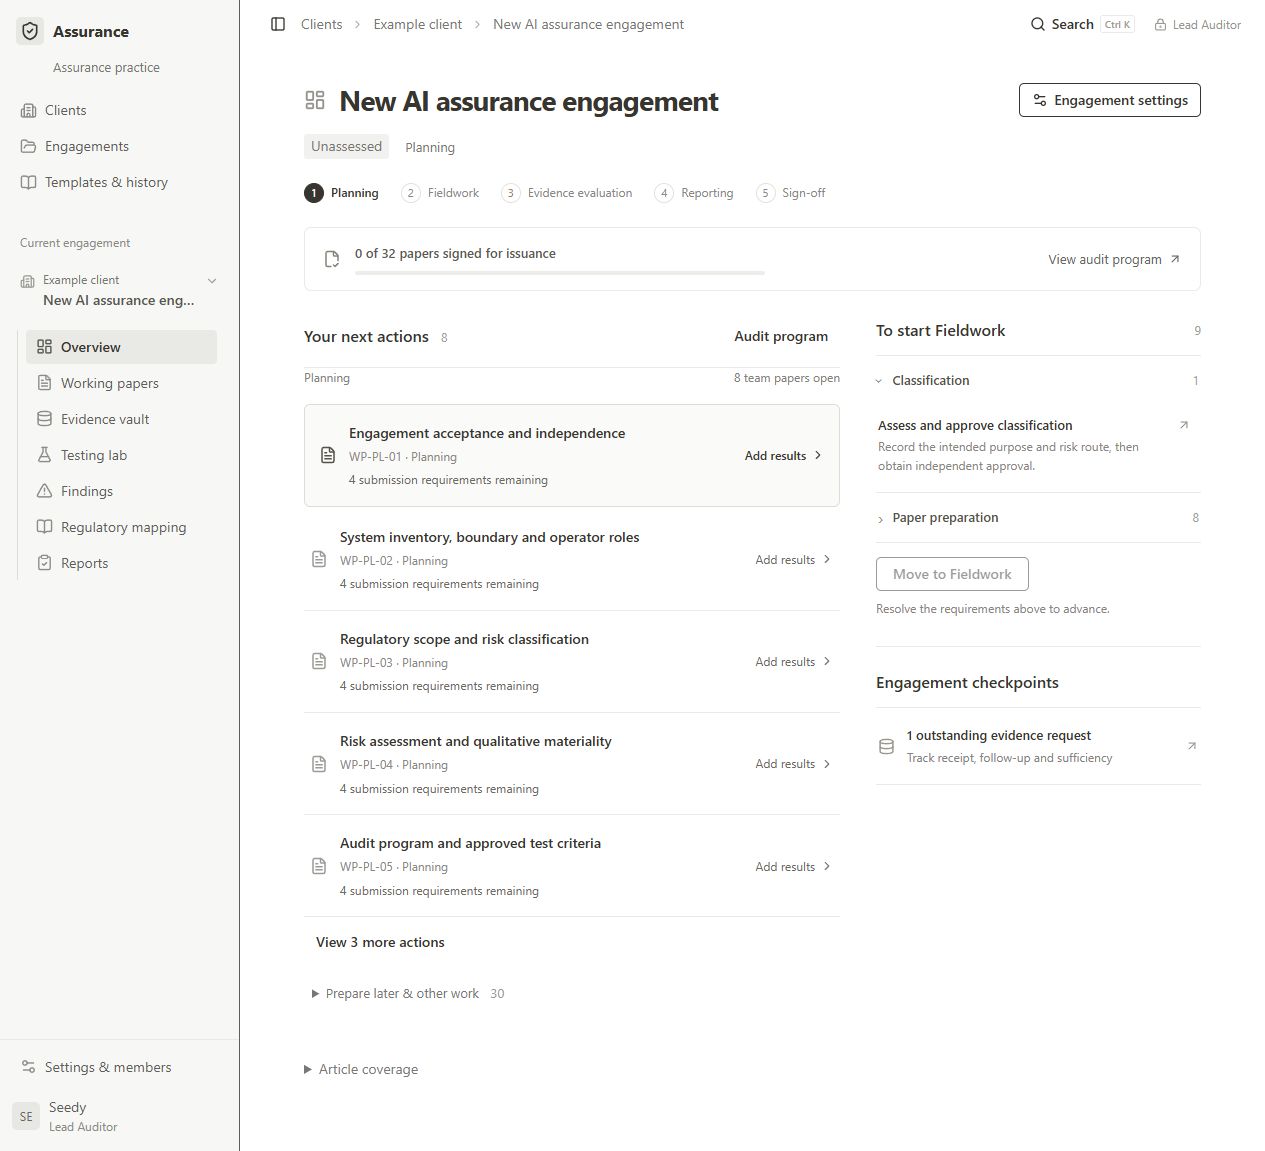 Assurance
Assurance practice
Clients
Engagements
Templates & history
Current engagement
Example client
New AI assurance eng...
Overview
Working papers
Evidence vault
Testing lab
Findings
Regulatory mapping
Reports
Settings & members
SE
Seedy
Lead Auditor
Clients > Example client > New AI assurance engagement
Search Ctrl K
Lead Auditor
New AI assurance engagement
Engagement settings
Unassessed Planning
1 Planning 2 Fieldwork 3 Evidence evaluation 4 Reporting 5 Sign-off
0 of 32 papers signed for issuance
View audit program
Your next actions 8
Audit program
Planning
8 team papers open
Engagement acceptance and independence
WP-PL-01 · Planning
4 submission requirements remaining
Add results
System inventory, boundary and operator roles
WP-PL-02 · Planning
4 submission requirements remaining
Add results
Regulatory scope and risk classification
WP-PL-03 · Planning
4 submission requirements remaining
Add results
Risk assessment and qualitative materiality
WP-PL-04 · Planning
4 submission requirements remaining
Add results
Audit program and approved test criteria
WP-PL-05 · Planning
4 submission requirements remaining
Add results
View 3 more actions
Prepare later & other work 30
Article coverage
To start Fieldwork 9
Classification 1
Assess and approve classification
Record the intended purpose and risk route, then
obtain independent approval.
Paper preparation 8
Move to Fieldwork
Resolve the requirements above to advance.
Engagement checkpoints
1 outstanding evidence request
Track receipt, follow-up and sufficiency